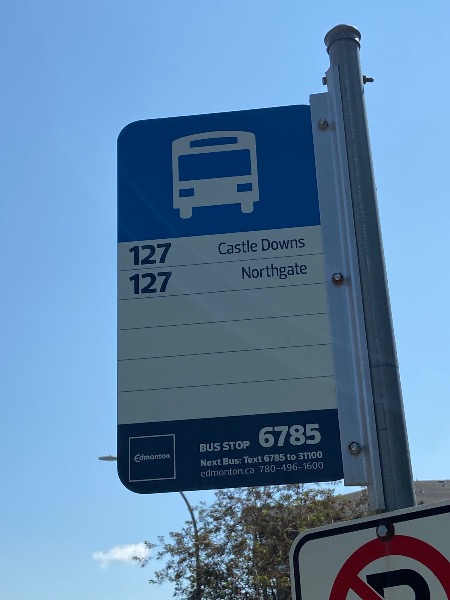 127 Castle Downs
127 Northgate
Edmonton
BUS STOP 6785
Next Bus: Text 6785 to 31100
edmonton.ca 780-496-1600
P